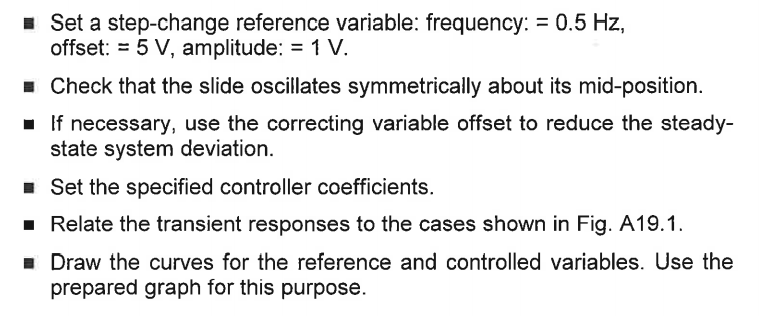 ■ Set a step-change reference variable: frequency: = 0.5 Hz,
offset: = 5 V, amplitude: = 1 V.
■ Check that the slide oscillates symmetrically about its mid-position.
■ If necessary, use the correcting variable offset to reduce the steady-
state system deviation.
■ Set the specified controller coefficients.
■ Relate the transient responses to the cases shown in Fig. A19.1.
■ Draw the curves for the reference and controlled variables. Use the
prepared graph for this purpose.